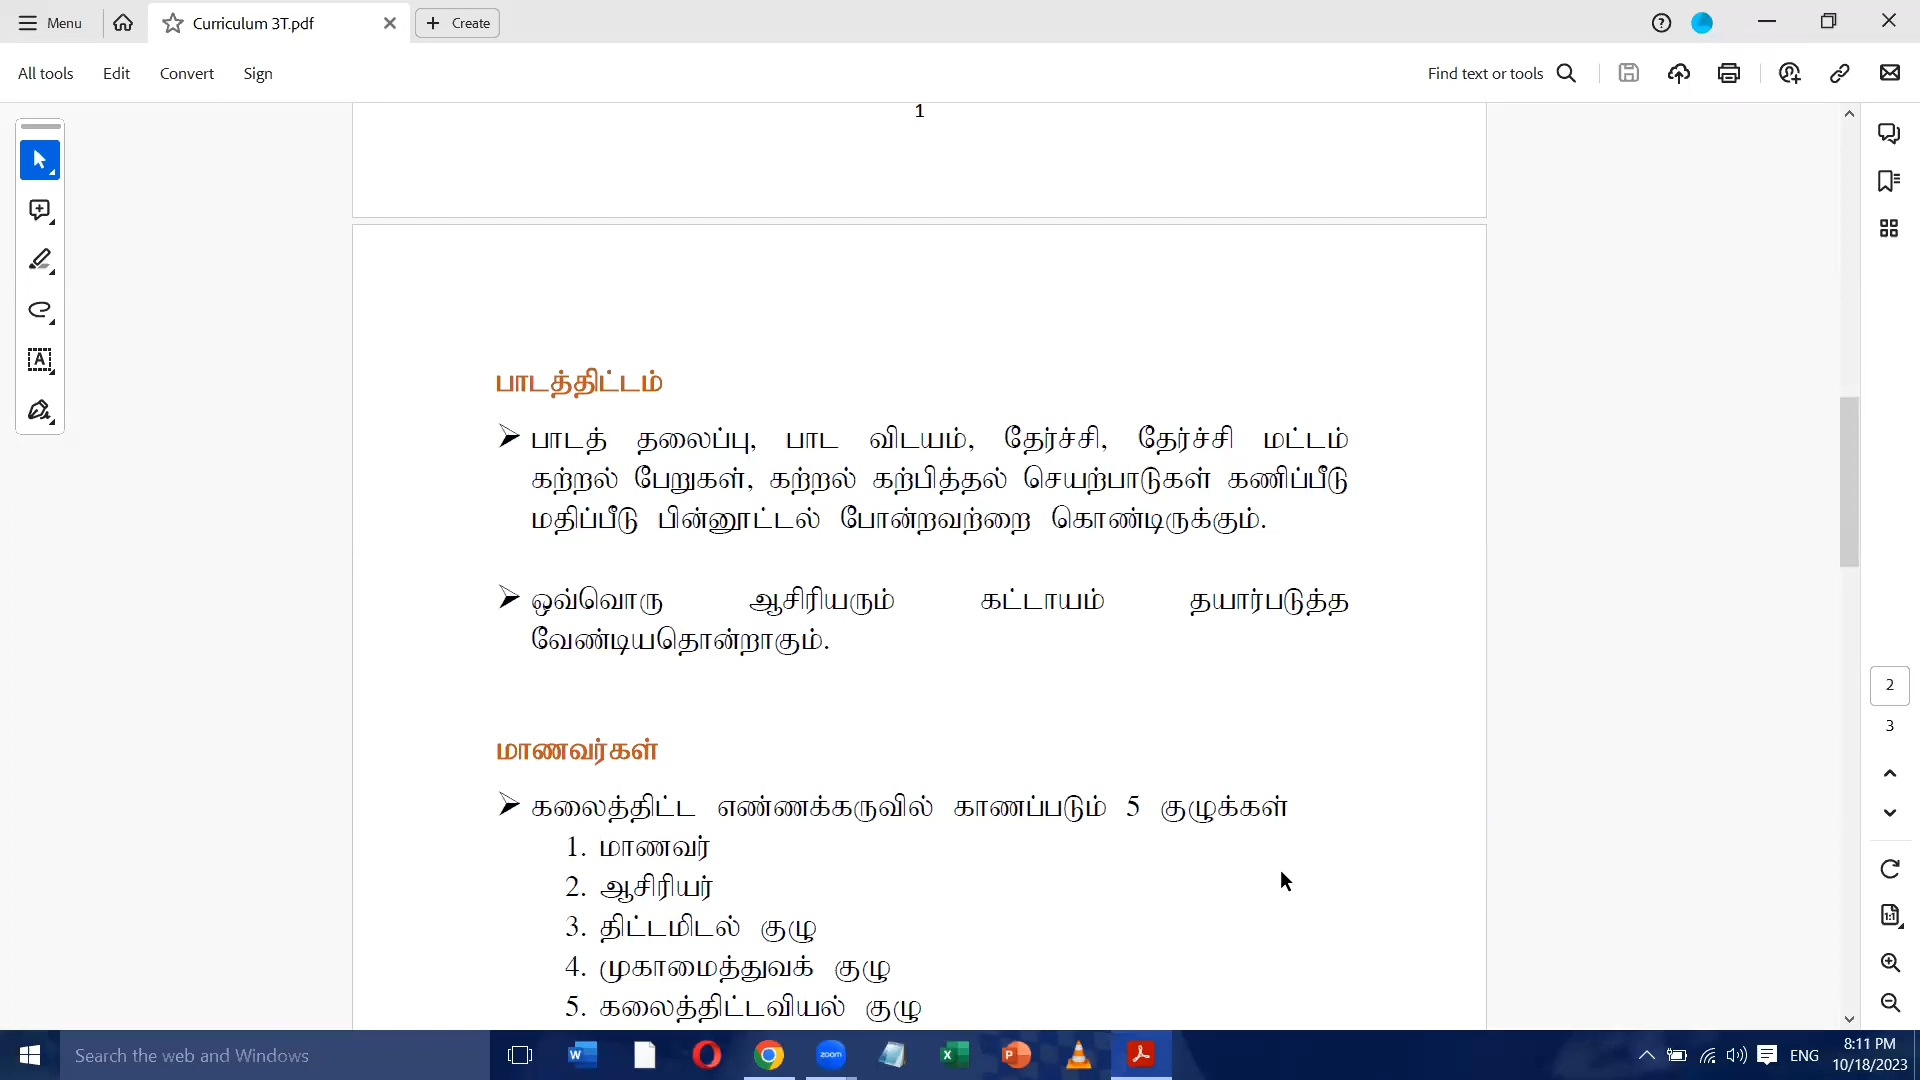 Menu
Curriculum 3T.pdf
Create
All tools
Edit
Convert
Sign
Find text or tools
1
பாடத்திட்டம்
➢ பாடத் தலைப்பு, பாட விடயம், தேர்ச்சி, தேர்ச்சி மட்டம்
கற்றல் பேறுகள், கற்றல் கற்பித்தல் செயற்பாடுகள் கணிப்பீடு
மதிப்பீடு பின்னூட்டல் போன்றவற்றை கொண்டிருக்கும்.
➢ ஒவ்வொரு ஆசிரியரும் கட்டாயம் தயார்படுத்த
வேண்டியதொன்றாகும்.
மாணவர்கள்
➢ கலைத்திட்ட எண்ணக்கருவில் காணப்படும் 5 குழுக்கள்
1. மாணவர்
2. ஆசிரியர்
3. திட்டமிடல் குழு
4. முகாமைத்துவக் குழு
5. கலைத்திட்டவியல் குழு
2
3
Search the web and Windows
zoom
ENG
8:11 PM
10/18/2023